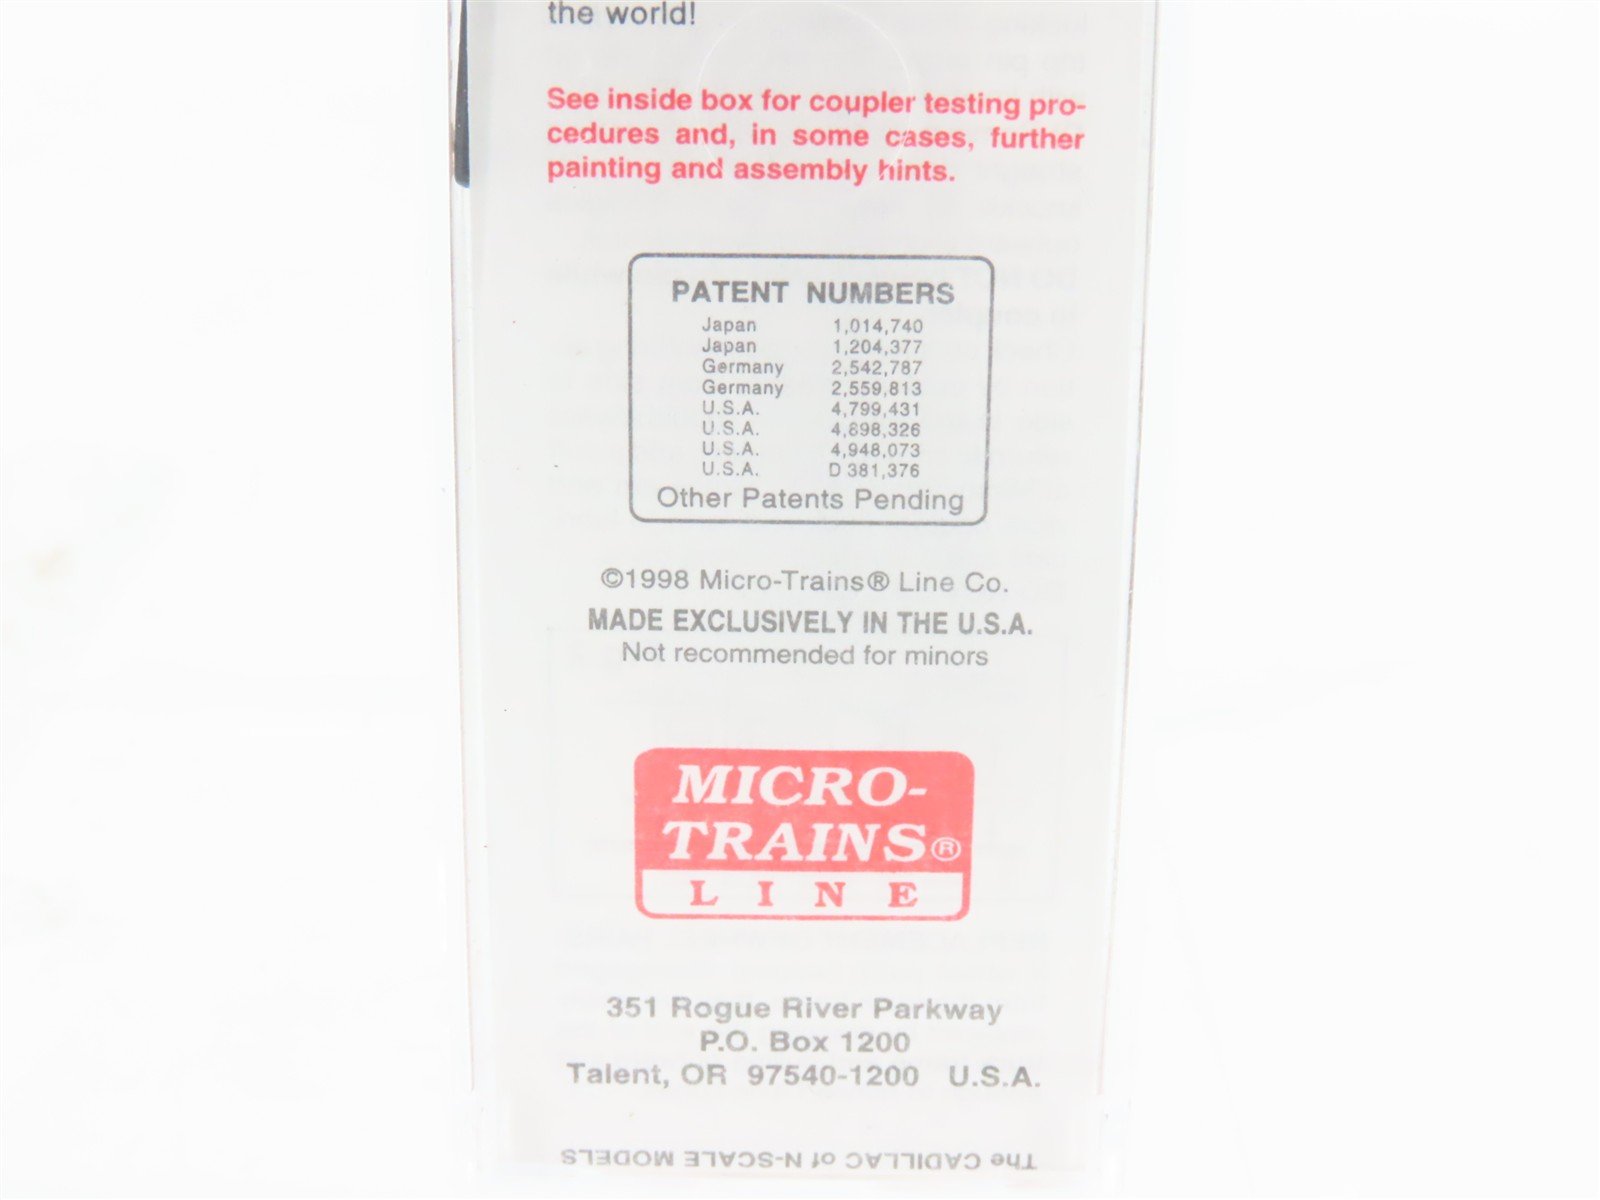 the world!
See inside box for coupler testing pro-
cedures and, in some cases, further
painting and assembly hints.
PATENT NUMBERS
Japan 1,014,740
Japan 1,204,377
Germany 2,542,787
Germany 2,559,813
U.S.A. 4,799,431
U.S.A. 4,898,326
U.S.A. 4,948,073
U.S.A. D 381,376
Other Patents Pending
©1998 Micro-Trains® Line Co.
MADE EXCLUSIVELY IN THE U.S.A.
Not recommended for minors
MICRO-
TRAINS®
LINE
351 Rogue River Parkway
P.O. Box 1200
Talent, OR 97540-1200 U.S.A.
The CADILLAC of N-SCALE MODELS